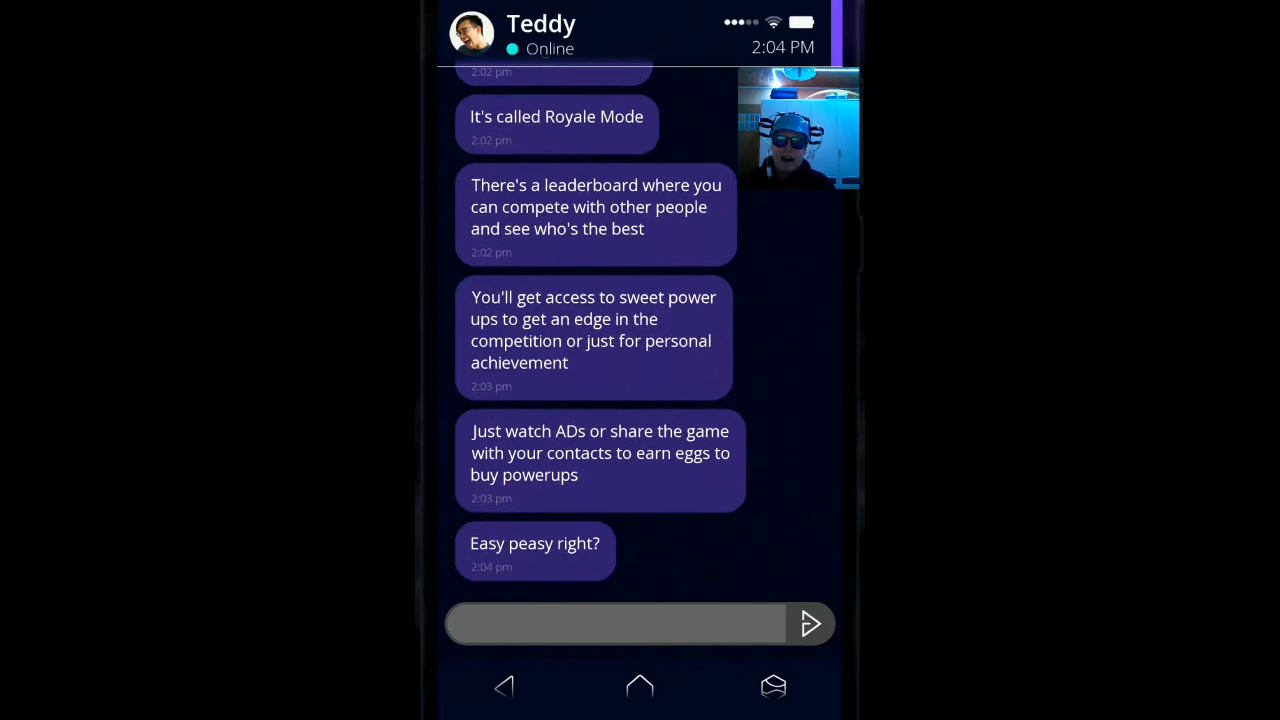 Teddy
Online
2:04 PM
2:02 pm
It's called Royale Mode
2:02 pm
There's a leaderboard where you
can compete with other people
and see who's the best
2:02 pm
You'll get access to sweet power
ups to get an edge in the
competition or just for personal
achievement
2:03 pm
Just watch ADs or share the game
with your contacts to earn eggs to
buy powerups
2:03 pm
Easy peasy right?
2:04 pm